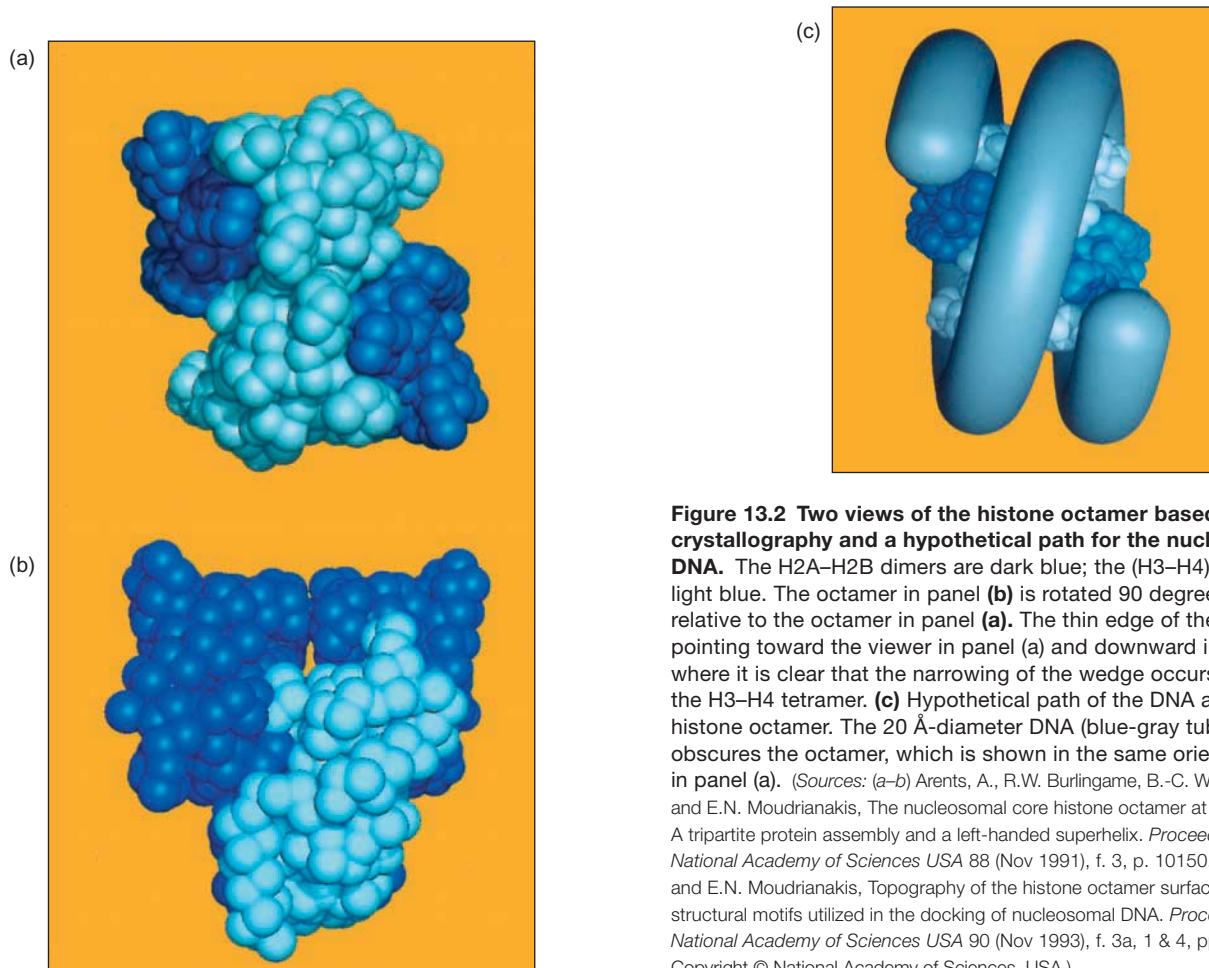 (a)
(b)
(c)
Figure 13.2 Two views of the histone octamer based
crystallography and a hypothetical path for the nucl
DNA. The H2A–H2B dimers are dark blue; the (H3–H4)
light blue. The octamer in panel (b) is rotated 90 degree
relative to the octamer in panel (a). The thin edge of the
pointing toward the viewer in panel (a) and downward i
where it is clear that the narrowing of the wedge occurs
the H3–H4 tetramer. (c) Hypothetical path of the DNA a
histone octamer. The 20 Å-diameter DNA (blue-gray tub
obscures the octamer, which is shown in the same orie
in panel (a). (Sources: (a–b) Arents, A., R.W. Burlingame, B.-C. W
and E.N. Moudrianakis, The nucleosomal core histone octamer at
A tripartite protein assembly and a left-handed superhelix. Proceed
National Academy of Sciences USA 88 (Nov 1991), f. 3, p. 10150.
and E.N. Moudrianakis, Topography of the histone octamer surfac
structural motifs utilized in the docking of nucleosomal DNA. Proc
National Academy of Sciences USA 90 (Nov 1993), f. 3a, 1 & 4, p
Copyright © National Academy of Sciences, USA.)